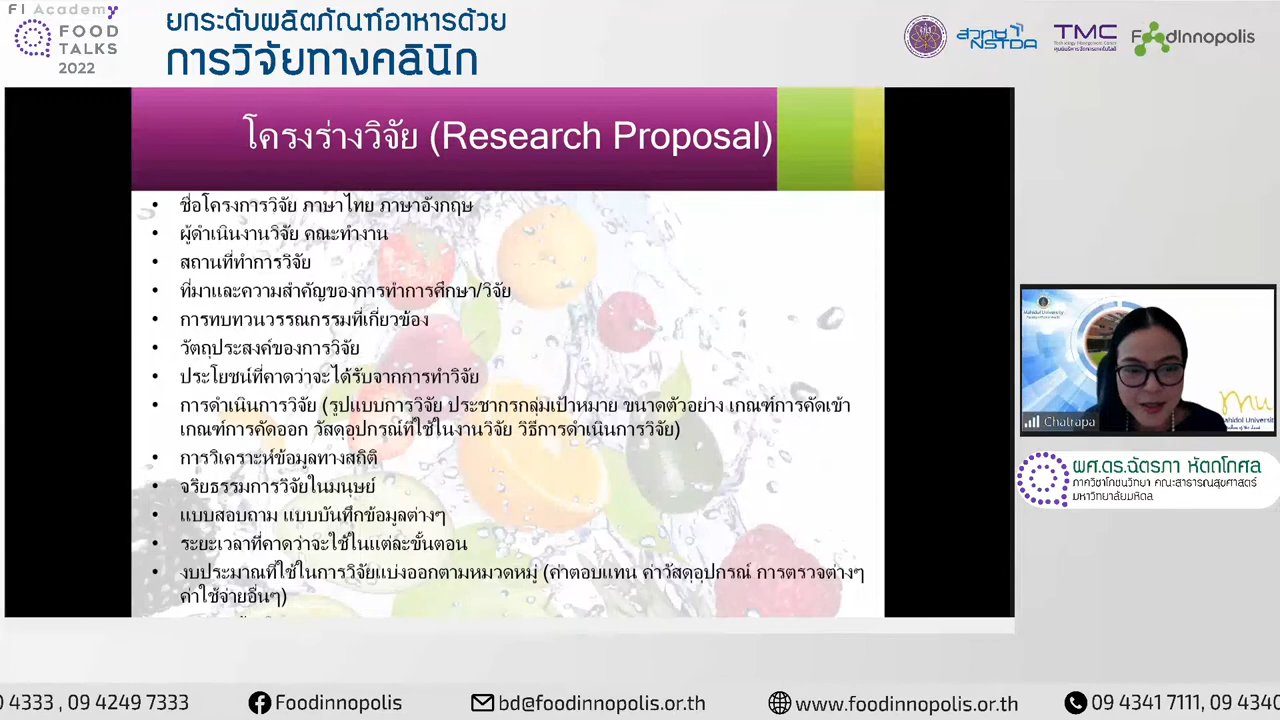 FI Academy
FOOD
TALKS
2022
ยกระดับผลิตภัณฑ์อาหารด้วย
การวิจัยทางคลินิก
สวทช
NSTDA
TMC
Technology Management Center
ศูนย์บริหารจัดการเทคโนโลยี
FoodInnopolis
โครงร่างวิจัย (Research Proposal)
• ชื่อโครงการวิจัย ภาษาไทย ภาษาอังกฤษ
• ผู้ดำเนินงานวิจัย คณะทำงาน
• สถานที่ทำการวิจัย
• ที่มาและความสำคัญของการทำการศึกษา/วิจัย
• การทบทวนวรรณกรรมที่เกี่ยวข้อง
• วัตถุประสงค์ของการวิจัย
• ประโยชน์ที่คาดว่าจะได้รับจากการทำวิจัย
• การดำเนินการวิจัย (รูปแบบการวิจัย ประชากรกลุ่มเป้าหมาย ขนาดตัวอย่าง เกณฑ์การคัดเข้า
เกณฑ์การคัดออก วัสดุอุปกรณ์ที่ใช้ในงานวิจัย วิธีการดำเนินการวิจัย)
• การวิเคราะห์ข้อมูลทางสถิติ
• จริยธรรมการวิจัยในมนุษย์
• แบบสอบถาม แบบบันทึกข้อมูลต่างๆ
• ระยะเวลาที่คาดว่าจะใช้ในแต่ละขั้นตอน
• งบประมาณที่ใช้ในการวิจัยแบ่งออกตามหมวดหมู่ (ค่าตอบแทน ค่าวัสดุอุปกรณ์ การตรวจต่างๆ
ค่าใช้จ่ายอื่นๆ)
Mahidol University
mu
ahidol Universit
Chatrapa
ผศ.ดร.ฉัตรภา หัตถโกศล
ภาควิชาโภชนวิทยา คณะสาธารณสุขศาสตร์
มหาวิทยาลัยมหิดล
4333 , 09 4249 7333
Foodinnopolis
bd@foodinnopolis.or.th
www.foodinnopolis.or.th
09 4341 7111, 09 434